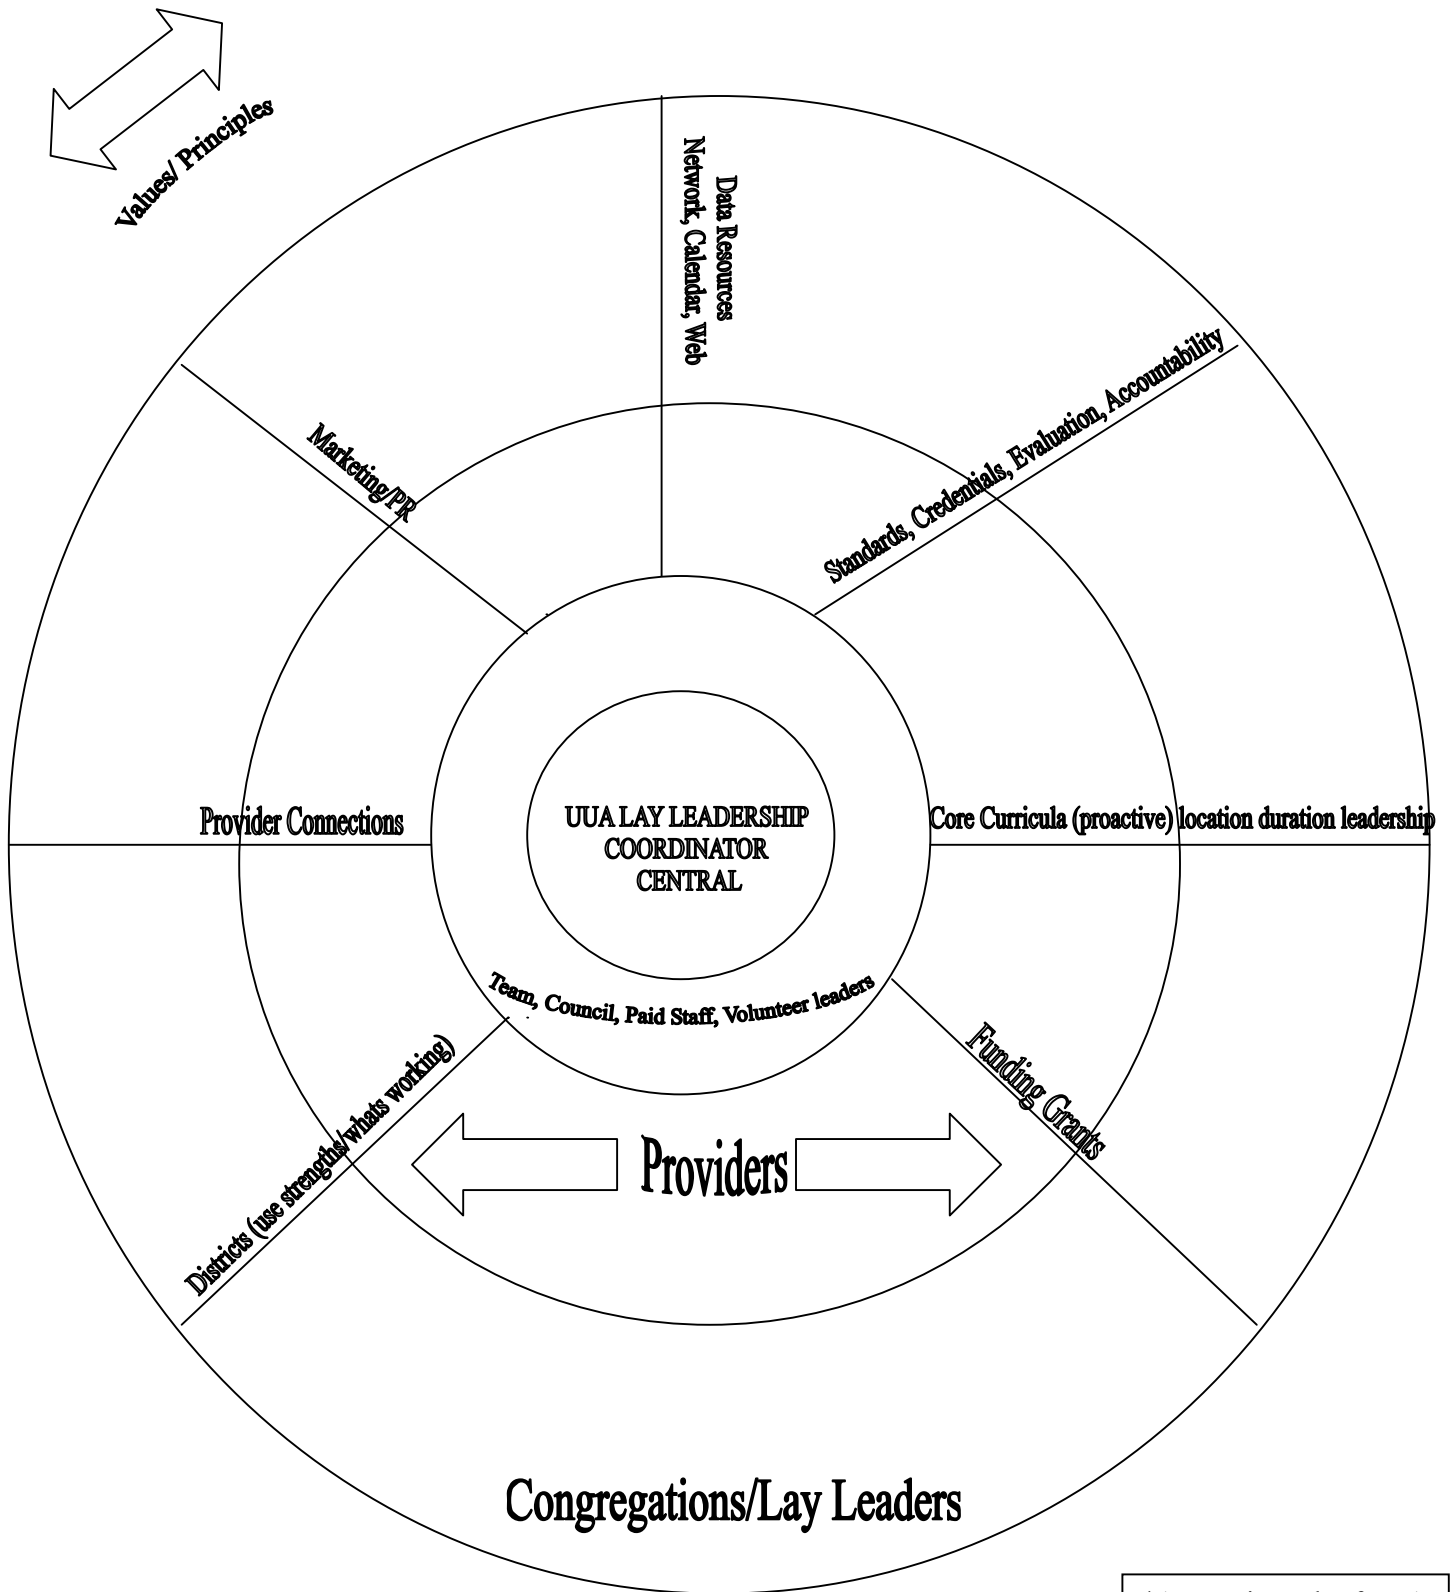 Values/ Principles
Data Resources
Network, Calendar, Web
Standards, Credentials, Evaluation, Accountability
Marketing/PR
Provider Connections
UUA LAY LEADERSHIP
COORDINATOR
CENTRAL
Core Curricula (proactive) location duration leadership
Team, Council, Paid Staff, Volunteer leaders
Funding Grants
Districts (use strengths/whats working)
Providers
Congregations/Lay Leaders